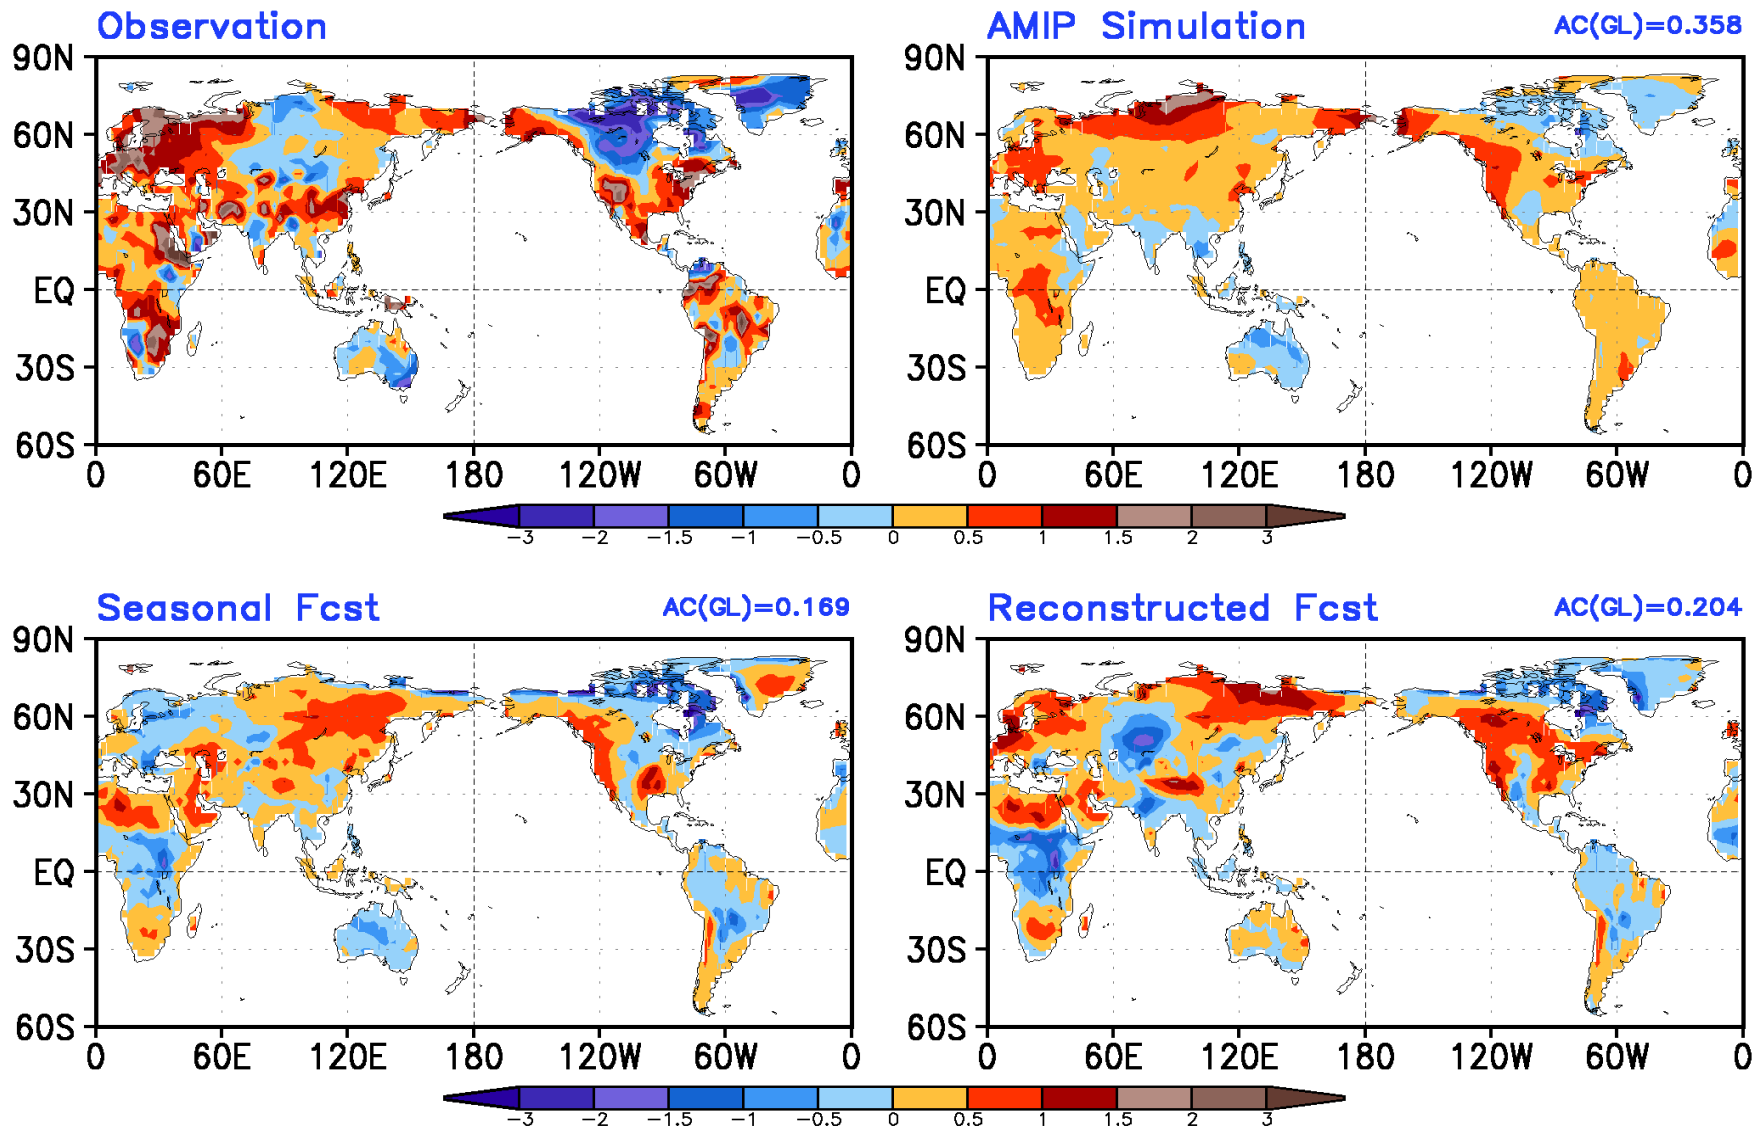 Observation
AMIP Simulation AC(GL)=0.358
90N 90N
60N 60N
30N 30N
EQ EQ
30S 30S
60S 60S
0 60E 120E 180 120W 60W 0 0 60E 120E 180 120W 60W 0
-3 -2 -1.5 -1 -0.5 0 0.5 1 1.5 2 3
Seasonal Fcst AC(GL)=0.169
Reconstructed Fcst AC(GL)=0.204
90N 90N
60N 60N
30N 30N
EQ EQ
30S 30S
60S 60S
0 60E 120E 180 120W 60W 0 0 60E 120E 180 120W 60W 0
-3 -2 -1.5 -1 -0.5 0 0.5 1 1.5 2 3